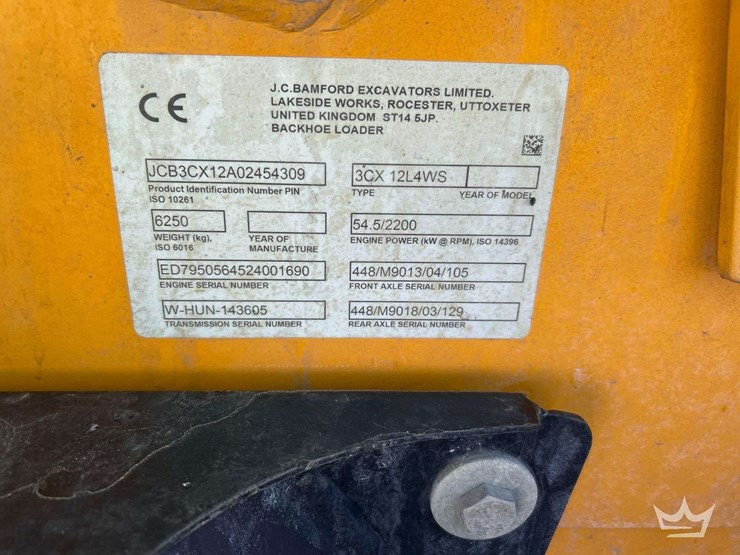 CE
J.C.BAMFORD EXCAVATORS LIMITED.
LAKESIDE WORKS, ROCESTER, UTTOXETER
UNITED KINGDOM ST14 5JP.
BACKHOE LOADER
JCB3CX12A02454309
Product Identification Number PIN
ISO 10261
3CX 12L4WS
TYPE YEAR OF MODEL
6250
WEIGHT (kg),
ISO 6016
YEAR OF
MANUFACTURE
54.5/2200
ENGINE POWER (kW @ RPM), ISO 14396
ED7950564524001690
ENGINE SERIAL NUMBER
448/M9013/04/105
FRONT AXLE SERIAL NUMBER
W-HUN-143605
TRANSMISSION SERIAL NUMBER
448/M9018/03/129
REAR AXLE SERIAL NUMBER